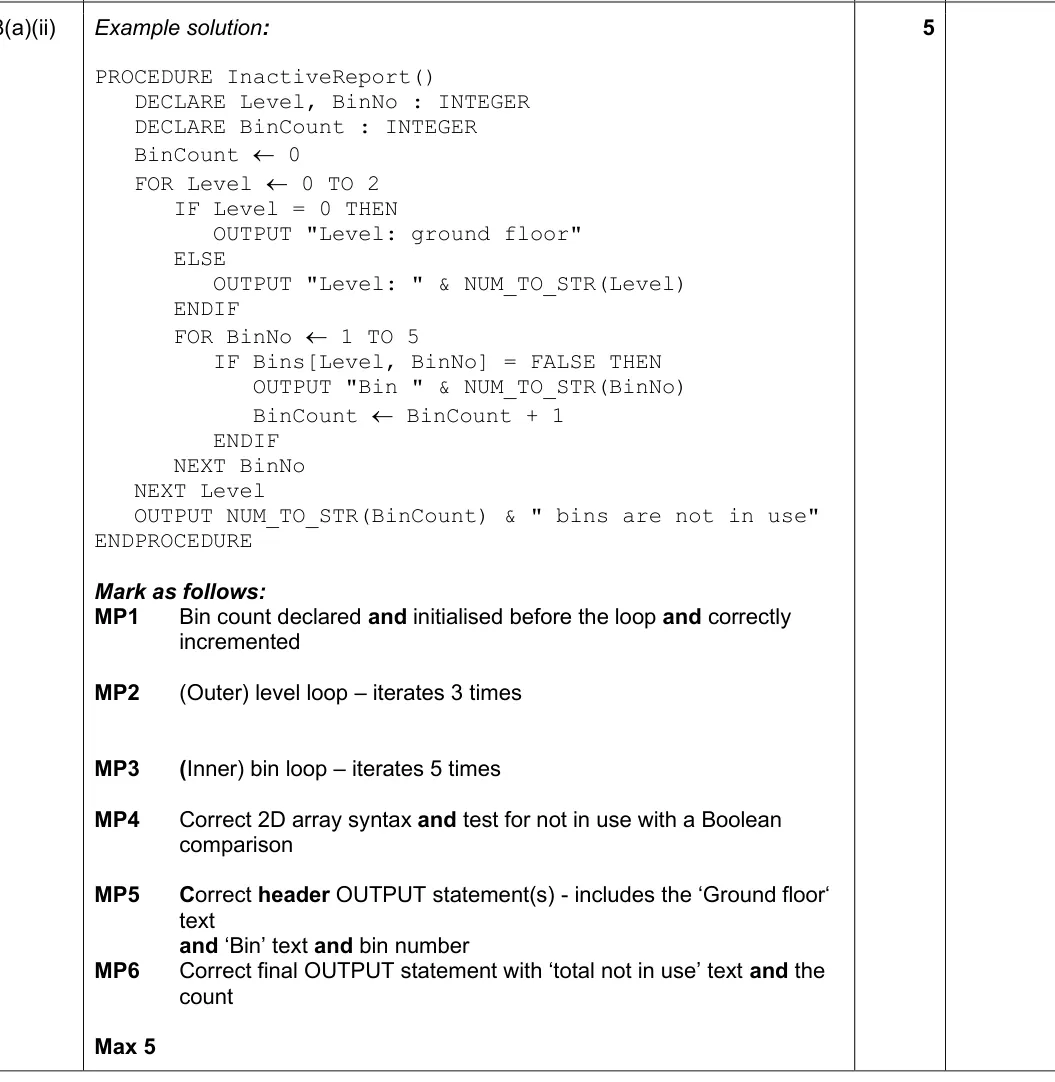 3(a)(ii) Example solution: 5
PROCEDURE InactiveReport()
DECLARE Level, BinNo : INTEGER
DECLARE BinCount : INTEGER
BinCount ← 0
FOR Level ← 0 TO 2
IF Level = 0 THEN
OUTPUT "Level: ground floor"
ELSE
OUTPUT "Level: " & NUM_TO_STR(Level)
ENDIF
FOR BinNo ← 1 TO 5
IF Bins[Level, BinNo] = FALSE THEN
OUTPUT "Bin " & NUM_TO_STR(BinNo)
BinCount ← BinCount + 1
ENDIF
NEXT BinNo
NEXT Level
OUTPUT NUM_TO_STR(BinCount) & " bins are not in use"
ENDPROCEDURE
Mark as follows:
MP1 Bin count declared and initialised before the loop and correctly
incremented
MP2 (Outer) level loop – iterates 3 times
MP3 (Inner) bin loop – iterates 5 times
MP4 Correct 2D array syntax and test for not in use with a Boolean
comparison
MP5 Correct header OUTPUT statement(s) - includes the ‘Ground floor‘
text
and ‘Bin’ text and bin number
MP6 Correct final OUTPUT statement with ‘total not in use’ text and the
count
Max 5